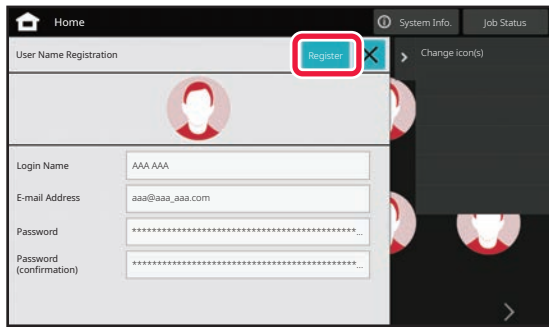 Home
System Info.
Job Status
User Name Registration
Register
Change icon(s)
Login Name
AAA AAA
E-mail Address
aaa@aaa_aaa.com
Password
*********************************************...
Password
(confirmation)
*********************************************...